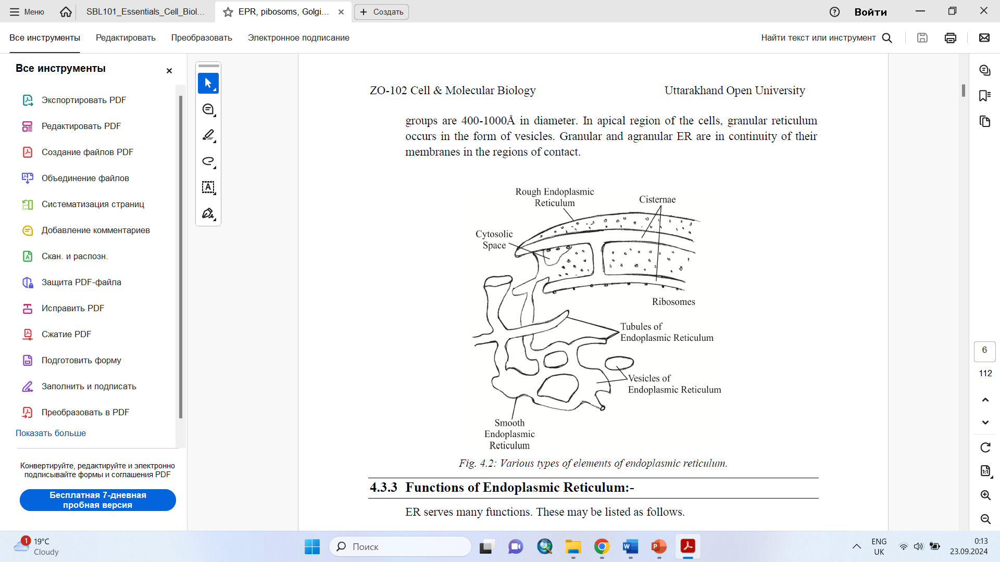 Меню
SBL101_Essentials_Cell_Biol...
EPR, pibosoms, Golgi...
Создать
Войти
Все инструменты
Редактировать
Преобразовать
Электронное подписание
Найти текст или инструмент
Все инструменты
Экспортировать PDF
Редактировать PDF
Создание файлов PDF
Объединение файлов
Систематизация страниц
Добавление комментариев
Скан. и распозн.
Защита PDF-файла
Исправить PDF
Сжатие PDF
Подготовить форму
Заполнить и подписать
Преобразовать в PDF
Показать больше
Конвертируйте, редактируйте и электронно
подписывайте формы и соглашения PDF
Бесплатная 7-дневная
пробная версия
ZO-102 Cell & Molecular Biology
Uttarakhand Open University
groups are 400-1000Å in diameter. In apical region of the cells, granular reticulum
occurs in the form of vesicles. Granular and agranular ER are in continuity of their
membranes in the regions of contact.
Rough Endoplasmic
Reticulum
Cisternae
Cytosolic
Space
Ribosomes
Tubules of
Endoplasmic Reticulum
Vesicles of
Endoplasmic Reticulum
Smooth
Endoplasmic
Reticulum
Fig. 4.2: Various types of elements of endoplasmic reticulum.
4.3.3 Functions of Endoplasmic Reticulum:-
ER serves many functions. These may be listed as follows.
6
112
1:1
1
19°C
Cloudy
Поиск
ENG
UK
0:13
23.09.2024